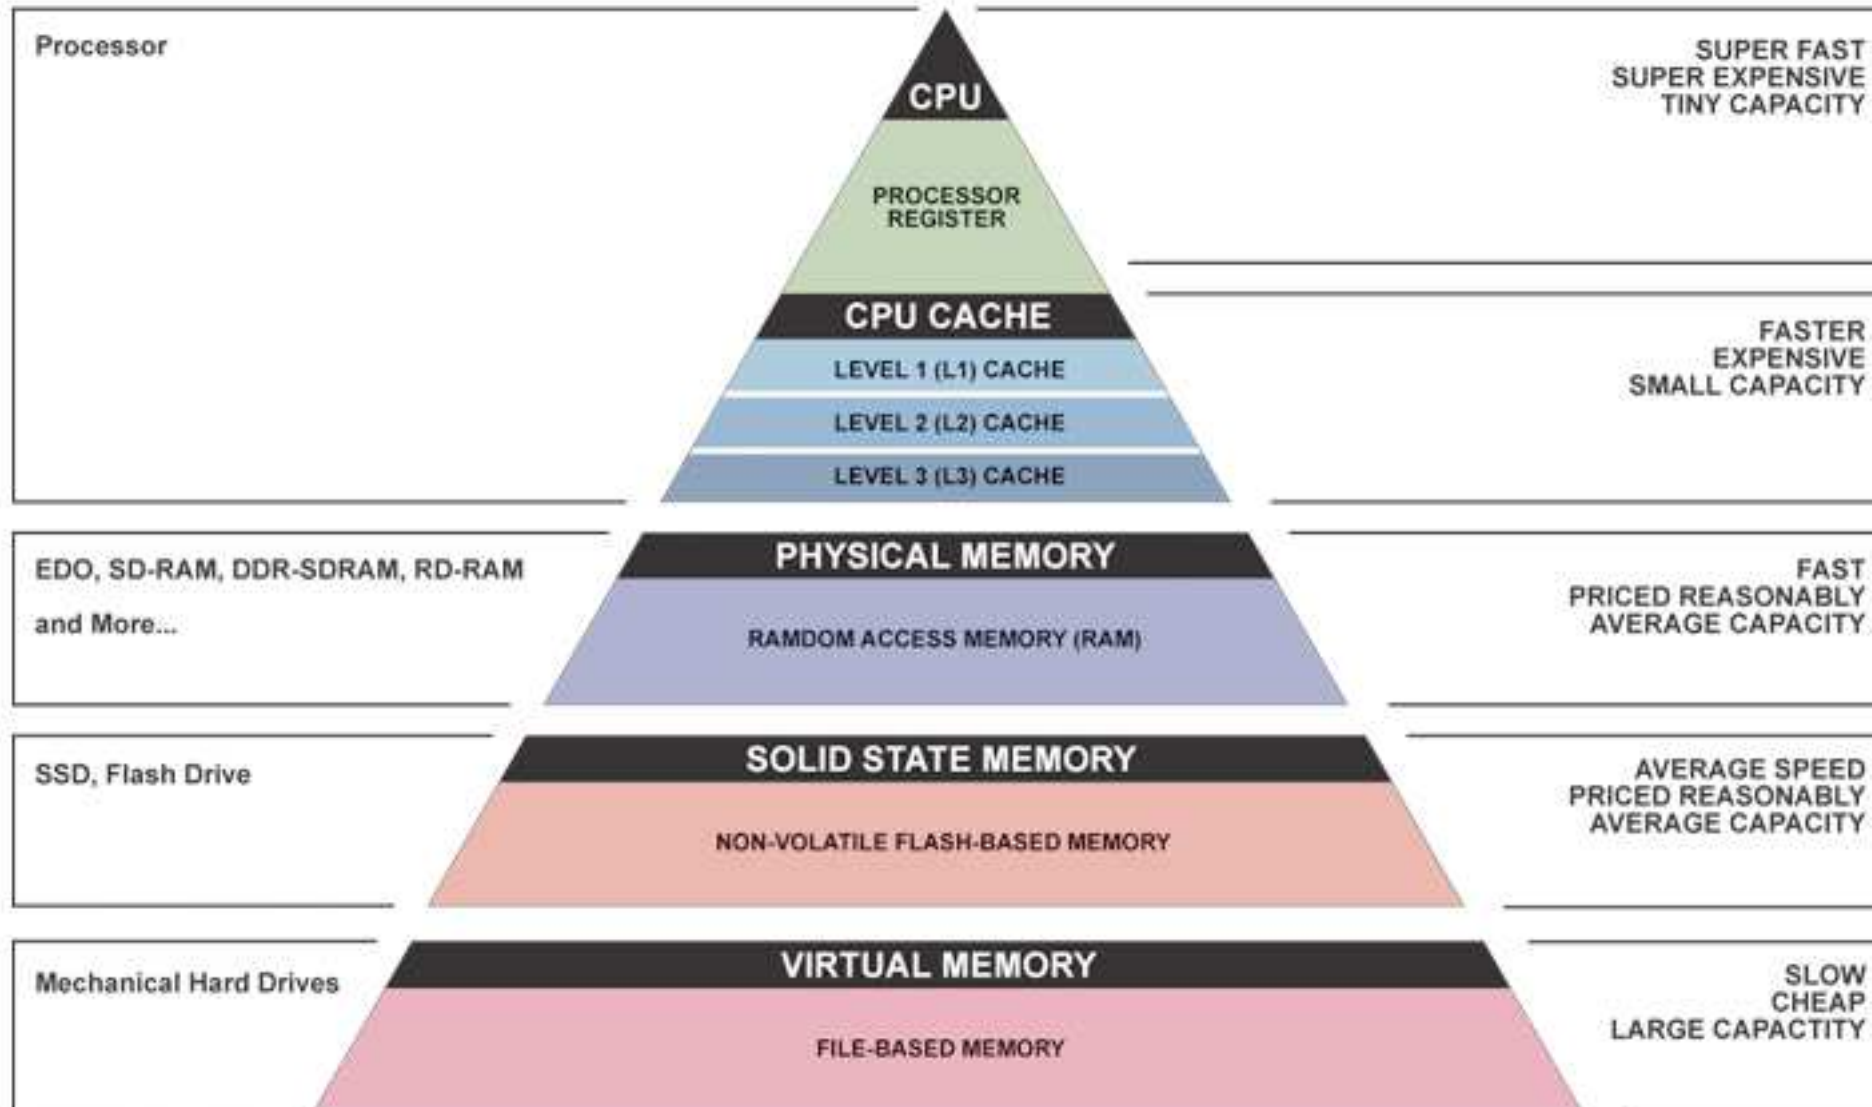 Processor
CPU
SUPER FAST
SUPER EXPENSIVE
TINY CAPACITY
PROCESSOR
REGISTER
CPU CACHE
LEVEL 1 (L1) CACHE
LEVEL 2 (L2) CACHE
LEVEL 3 (L3) CACHE
FASTER
EXPENSIVE
SMALL CAPACITY
EDO, SD-RAM, DDR-SDRAM, RD-RAM
and More...
PHYSICAL MEMORY
RAMDOM ACCESS MEMORY (RAM)
FAST
PRICED REASONABLY
AVERAGE CAPACITY
SSD, Flash Drive
SOLID STATE MEMORY
NON-VOLATILE FLASH-BASED MEMORY
AVERAGE SPEED
PRICED REASONABLY
AVERAGE CAPACITY
Mechanical Hard Drives
VIRTUAL MEMORY
FILE-BASED MEMORY
SLOW
CHEAP
LARGE CAPACTITY